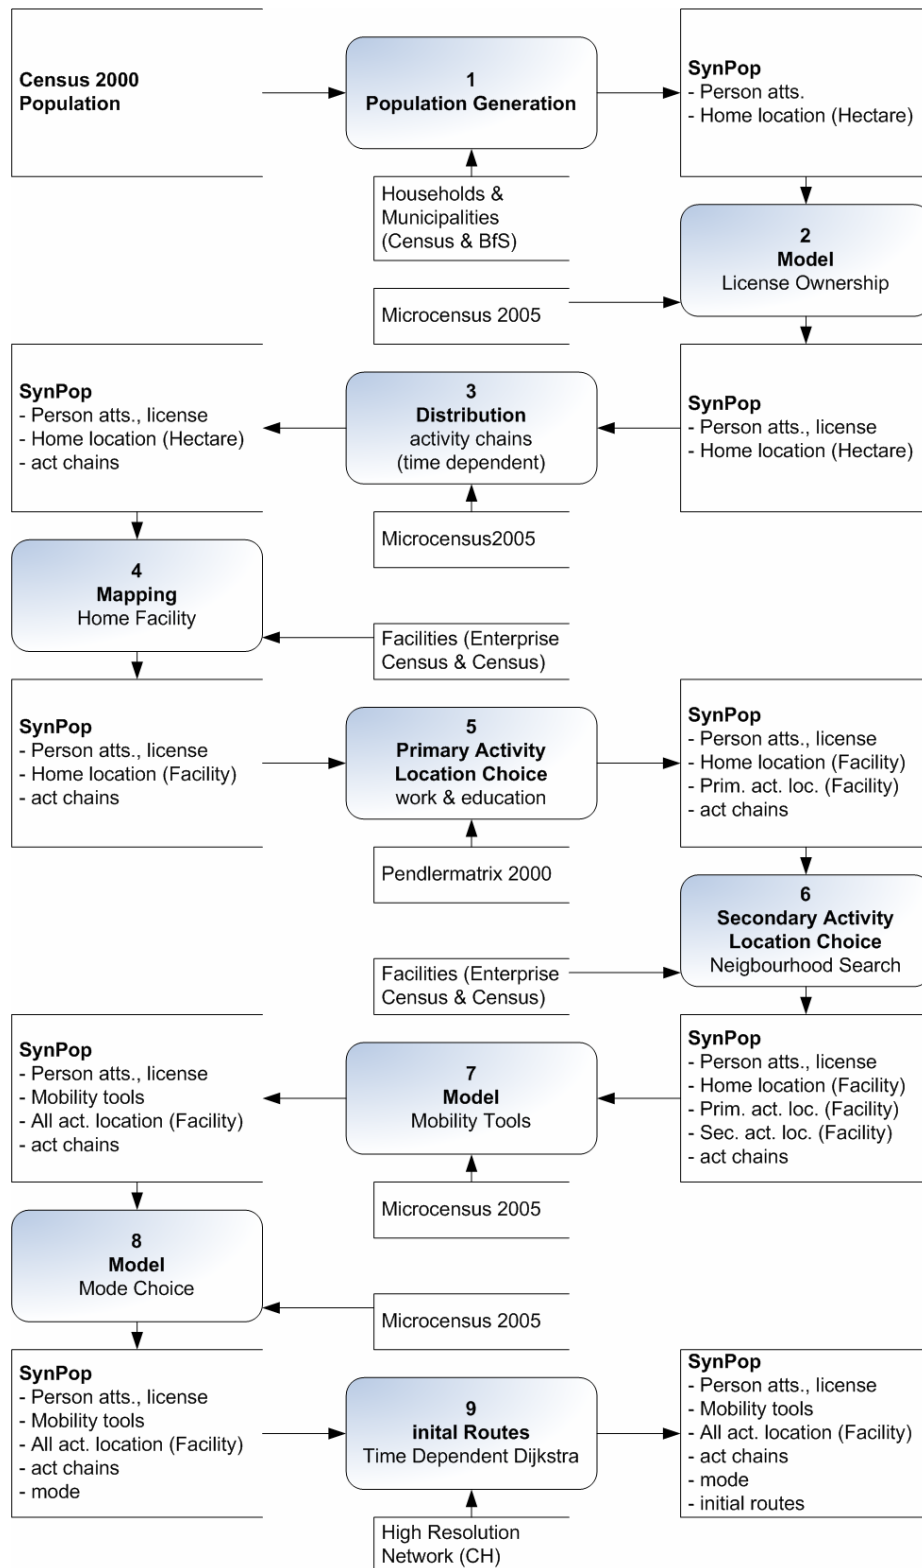 Census 2000
Population
1
Population Generation
SynPop
- Person atts.
- Home location (Hectare)
Households &
Municipalities
(Census & BfS)
2
Model
License Ownership
Microcensus 2005
SynPop
- Person atts., license
- Home location (Hectare)
- act chains
3
Distribution
activity chains
(time dependent)
SynPop
- Person atts., license
- Home location (Hectare)
Microcensus2005
4
Mapping
Home Facility
Facilities (Enterprise
Census & Census)
SynPop
- Person atts., license
- Home location (Facility)
- act chains
5
Primary Activity
Location Choice
work & education
SynPop
- Person atts., license
- Home location (Facility)
- Prim. act. loc. (Facility)
- act chains
Pendlermatrix 2000
6
Secondary Activity
Location Choice
Neigbourhood Search
Facilities (Enterprise
Census & Census)
SynPop
- Person atts., license
- Mobility tools
- All act. location (Facility)
- act chains
7
Model
Mobility Tools
SynPop
- Person atts., license
- Home location (Facility)
- Prim. act. loc. (Facility)
- Sec. act. loc. (Facility)
- act chains
Microcensus 2005
8
Model
Mode Choice
Microcensus 2005
SynPop
- Person atts., license
- Mobility tools
- All act. location (Facility)
- act chains
- mode
9
inital Routes
Time Dependent Dijkstra
SynPop
- Person atts., license
- Mobility tools
- All act. location (Facility)
- act chains
- mode
- initial routes
High Resolution
Network (CH)